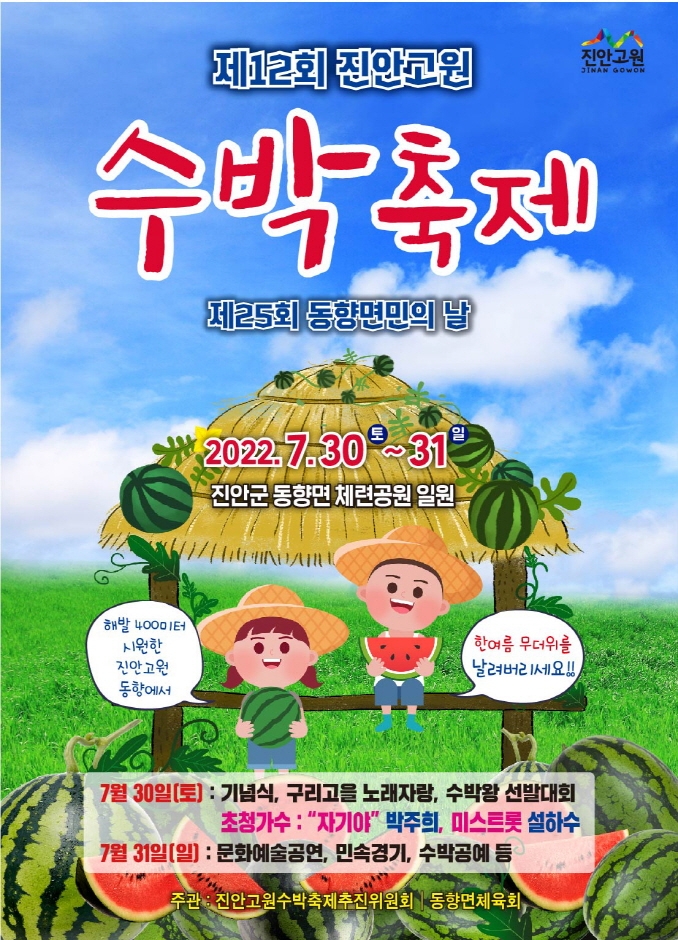 제12회 진안고원
진안고원
JINAN GOWON
수박축제
제25회 동향면민의 날
2022. 7. 30 토 ~ 31 일
진안군 동향면 체련공원 일원
해발 400미터
시원한
진안고원
동향에서
한여름 무더위를
날려버리세요!!
7월 30일(토) : 기념식, 구리고을 노래자랑, 수박왕 선발대회
초청가수 : "자기야" 박주희, 미스트롯 설하수
7월 31일(일) : 문화예술공연, 민속경기, 수박공예 등
주관 : 진안고원수박축제추진위원회 | 동향면체육회